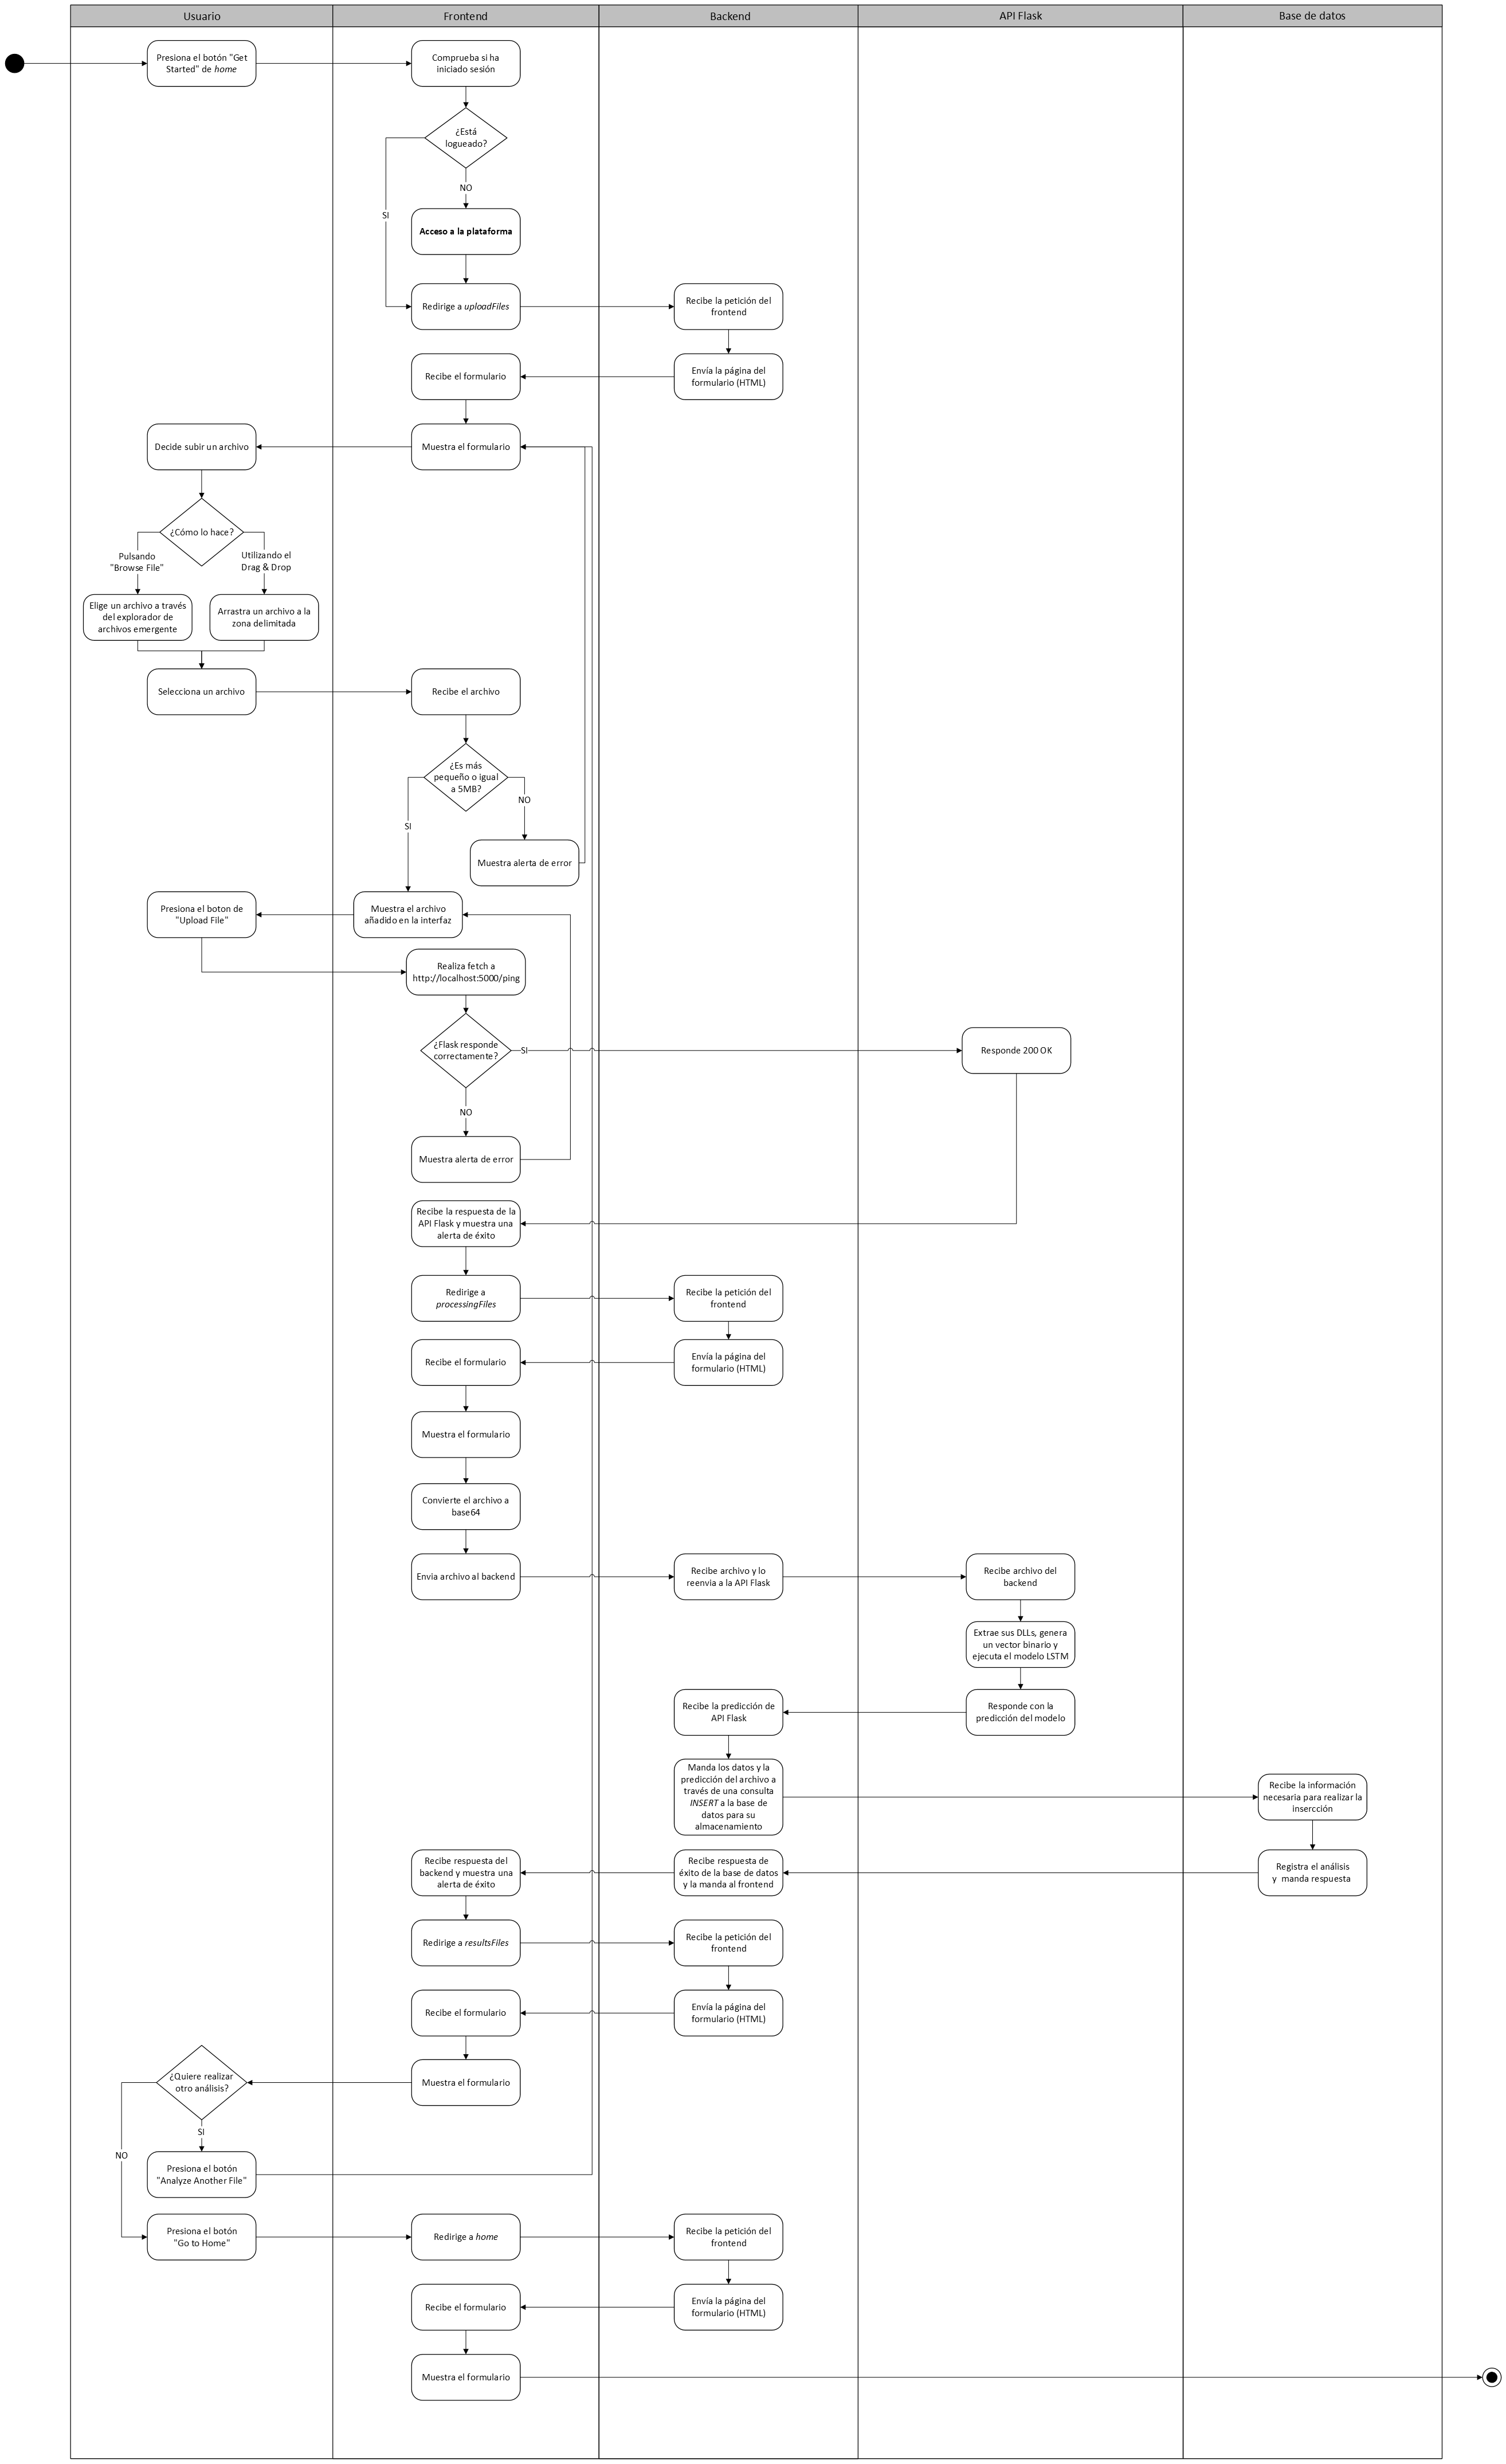 Usuario
Frontend
Backend
API Flask
Base de datos
Presiona el botón "Get
Started" de home
Comprueba si ha
iniciado sesión
¿Está
logueado?
NO
SI
Acceso a la plataforma
Redirige a uploadFiles
Recibe la petición del
frontend
Recibe el formulario
Envía la página del
formulario (HTML)
Decide subir un archivo
Muestra el formulario
¿Cómo lo hace?
Pulsando
"Browse File"
Utilizando el
Drag & Drop
Elige un archivo a través
del explorador de
archivos emergente
Arrastra un archivo a la
zona delimitada
Selecciona un archivo
Recibe el archivo
¿Es más
pequeño o igual
a 5MB?
NO
SI
Muestra alerta de error
Presiona el boton de
"Upload File"
Muestra el archivo
añadido en la interfaz
Realiza fetch a
http://localhost:5000/ping
¿Flask responde
correctamente?
SI
Responde 200 OK
NO
Muestra alerta de error
Recibe la respuesta de la
API Flask y muestra una
alerta de éxito
Redirige a
processingFiles
Recibe la petición del
frontend
Recibe el formulario
Envía la página del
formulario (HTML)
Muestra el formulario
Convierte el archivo a
base64
Envia archivo al backend
Recibe archivo y lo
reenvia a la API Flask
Recibe archivo del
backend
Extrae sus DLLs, genera
un vector binario y
ejecuta el modelo LSTM
Recibe la predicción de
API Flask
Responde con la
predicción del modelo
Manda los datos y la
predicción del archivo a
través de una consulta
INSERT a la base de
datos para su
almacenamiento
Recibe la información
necesaria para realizar la
insercción
Recibe respuesta del
backend y muestra una
alerta de éxito
Recibe respuesta de
éxito de la base de datos
y la manda al frontend
Registra el análisis
y manda respuesta
Redirige a resultsFiles
Recibe la petición del
frontend
Recibe el formulario
Envía la página del
formulario (HTML)
¿Quiere realizar
otro análisis?
Muestra el formulario
SI
NO
Presiona el botón
"Analyze Another File"
Presiona el botón
"Go to Home"
Redirige a home
Recibe la petición del
frontend
Recibe el formulario
Envía la página del
formulario (HTML)
Muestra el formulario